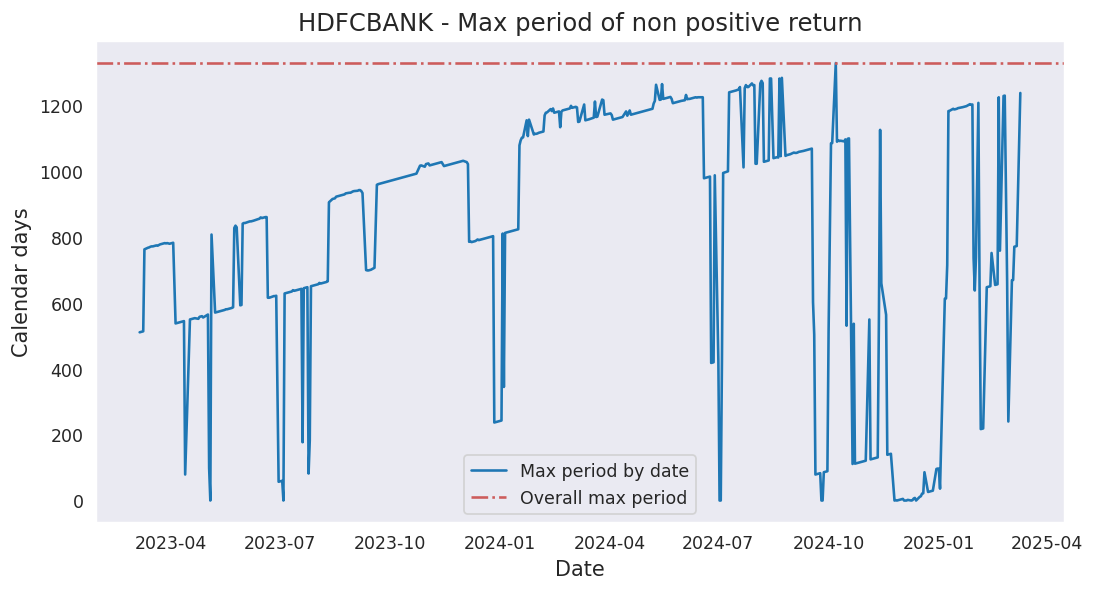 HDFCBANK - Max period of non positive return
Calendar days
1200
1000
800
600
400
200
0
Max period by date
Overall max period
2023-04 2023-07 2023-10 2024-01 2024-04 2024-07 2024-10 2025-01 2025-04
Date